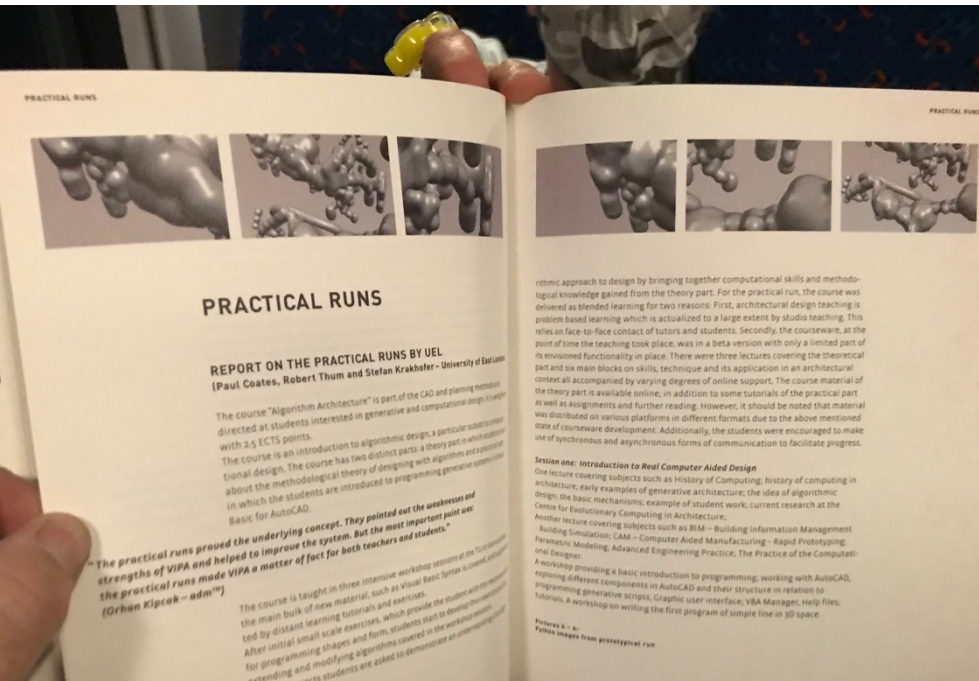 PRACTICAL RUNS
PRACTICAL RUNS
REPORT ON THE PRACTICAL RUNS BY UEL
(Paul Coates, Robert Thum and Stefan Krakhofer – University of East London
The course "Algorithm Architecture" is part of the CAD and planning
directed at students interested in generative and computational design.
with 2.5 ECTS points.
The course is an introduction to algorithmic design, a particular
tional design. The course has two distinct parts: a theory part in which
about the methodological theory of designing with algorithms and a
in which the students are introduced to programming generative systems
Basic for AutoCAD.
"The practical runs proved the underlying concept. They pointed out the weaknesses and
strengths of VIPA and helped to improve the system. But the most important point was:
the practical runs made VIPA a matter of fact for both teachers and students."
(Orhan Kipcak – adm™)
The course is taught in three intensive workshop sessions at the
the main bulk of new material, such as Visual Basic Syntax is covered,
ted by distant learning tutorials and exercises.
After initial small scale exercises, which provide the student with the
for programming shapes and form, students start to develop their
extending and modifying algorithms covered in the workshop
students are asked to demonstrate an understanding
PRACTICAL RUNS
rithmic approach to design by bringing together computational skills and methodo-
logical knowledge gained from the theory part. For the practical run, the course was
delivered as blended learning for two reasons: First, architectural design teaching is
problem based learning which is actualized to a large extent by studio teaching. This
relies on face-to-face contact of tutors and students. Secondly, the courseware, at the
point of time the teaching took place, was in a beta version with only a limited part of
its envisioned functionality in place. There were three lectures covering the theoretical
part and six main blocks on skills, technique and its application in an architectural
context all accompanied by varying degrees of online support. The course material of
the theory part is available online; in addition to some tutorials of the practical part
as well as assignments and further reading. However, it should be noted that material
was distributed on various platforms in different formats due to the above mentioned
state of courseware development. Additionally, the students were encouraged to make
use of synchronous and asynchronous forms of communication to facilitate progress.
Session one: Introduction to Real Computer Aided Design
One lecture covering subjects such as History of Computing; history of computing in
architecture; early examples of generative architecture; the idea of algorithmic
design, the basic mechanisms; example of student work; current research at the
Centre for Evolutionary Computing in Architecture;
Another lecture covering subjects such as BIM – Building Information Management
Building Simulation; CAM – Computer Aided Manufacturing - Rapid Prototyping;
Parametric Modeling; Advanced Engineering Practice; The Practice of the Computati-
onal Designer.
A workshop providing a basic introduction to programming, working with AutoCAD,
exploring different components in AutoCAD and their structure in relation to
programming generative scripts, Graphic user interface; VBA Manager, Help files;
tutorials. A workshop on writing the first program of simple line in 3D space
Pictures 4 – 6:
Python images from prototypical run